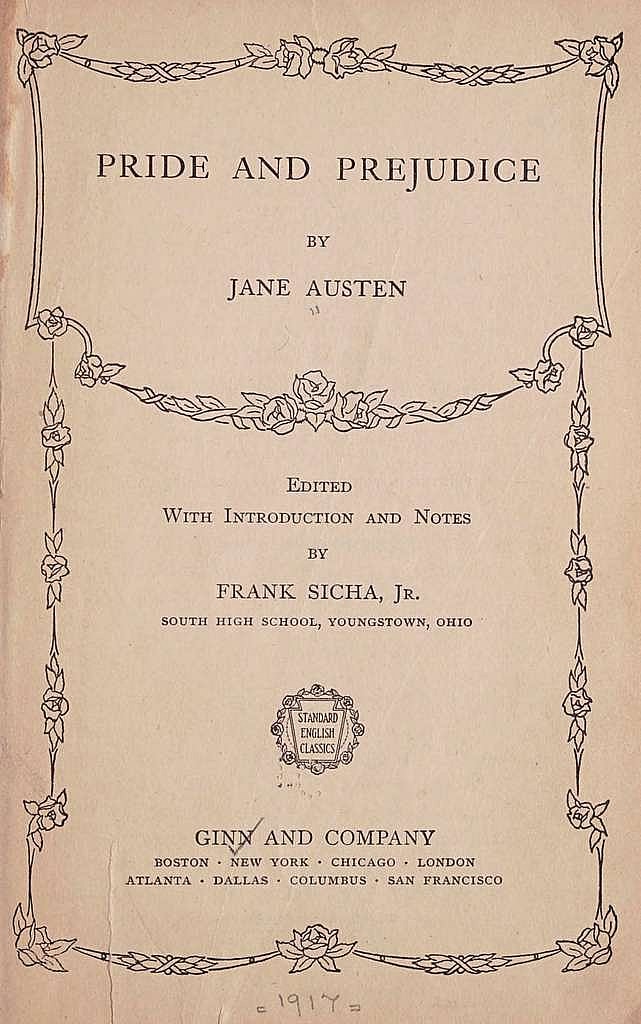 PRIDE AND PREJUDICE
BY
JANE AUSTEN
EDITED
WITH INTRODUCTION AND NOTES
BY
FRANK SICHA, JR.
SOUTH HIGH SCHOOL, YOUNGSTOWN, OHIO
STANDARD
ENGLISH
CLASSICS
GINN AND COMPANY
BOSTON · NEW YORK · CHICAGO · LONDON
ATLANTA · DALLAS · COLUMBUS · SAN FRANCISCO
= 1917 =